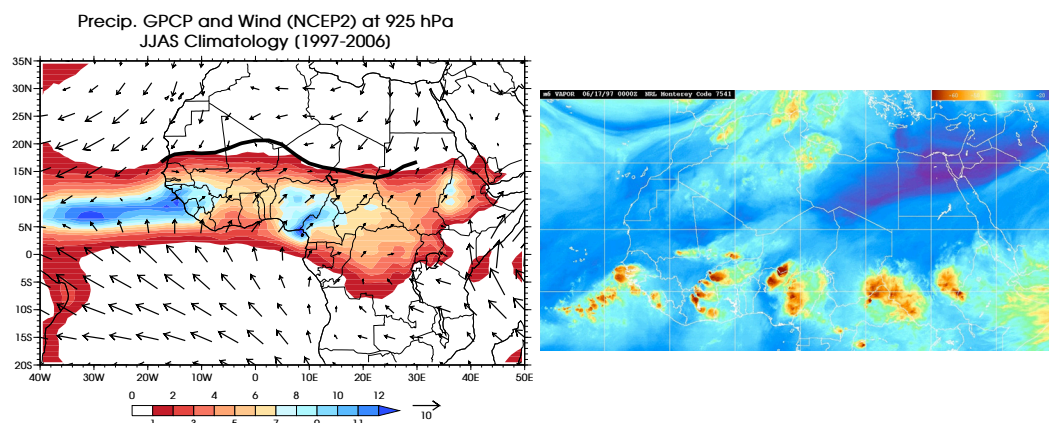 Precip. GPCP and Wind (NCEP2) at 925 hPa
JJAS Climatology [1997-2006]
35N
30N
25N
20N
15N
10N
5N
0
5S
10S
15S
20S
40W 30W 20W 10W 0 10E 20E 30E 40E 50E
0 2 4 6 8 10 12
1 3 5 7 9 11
10
m6 VAPOR 06/17/97 0000Z NRL Monterey Code 7541
-60 -40 -20